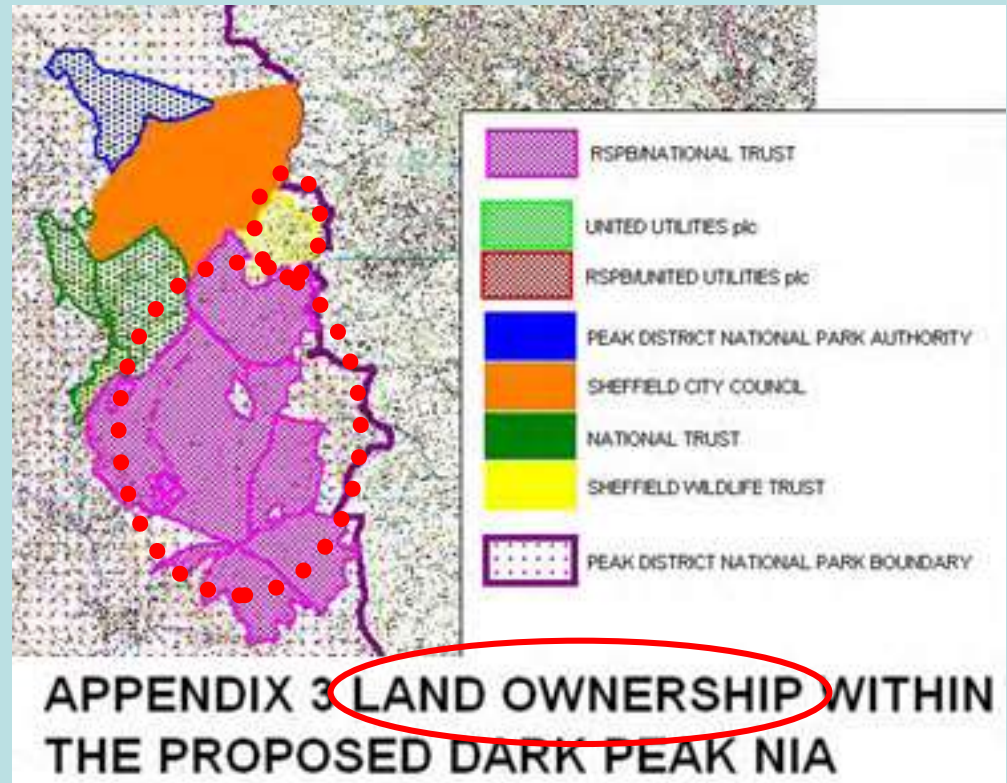 RSPB/NATIONAL TRUST
UNITED UTILITIES plc
RSPB/UNITED UTILITIES plc
PEAK DISTRICT NATIONAL PARK AUTHORITY
SHEFFIELD CITY COUNCIL
NATIONAL TRUST
SHEFFIELD WILDLIFE TRUST
PEAK DISTRICT NATIONAL PARK BOUNDARY
APPENDIX 3 LAND OWNERSHIP WITHIN
THE PROPOSED DARK PEAK NIA